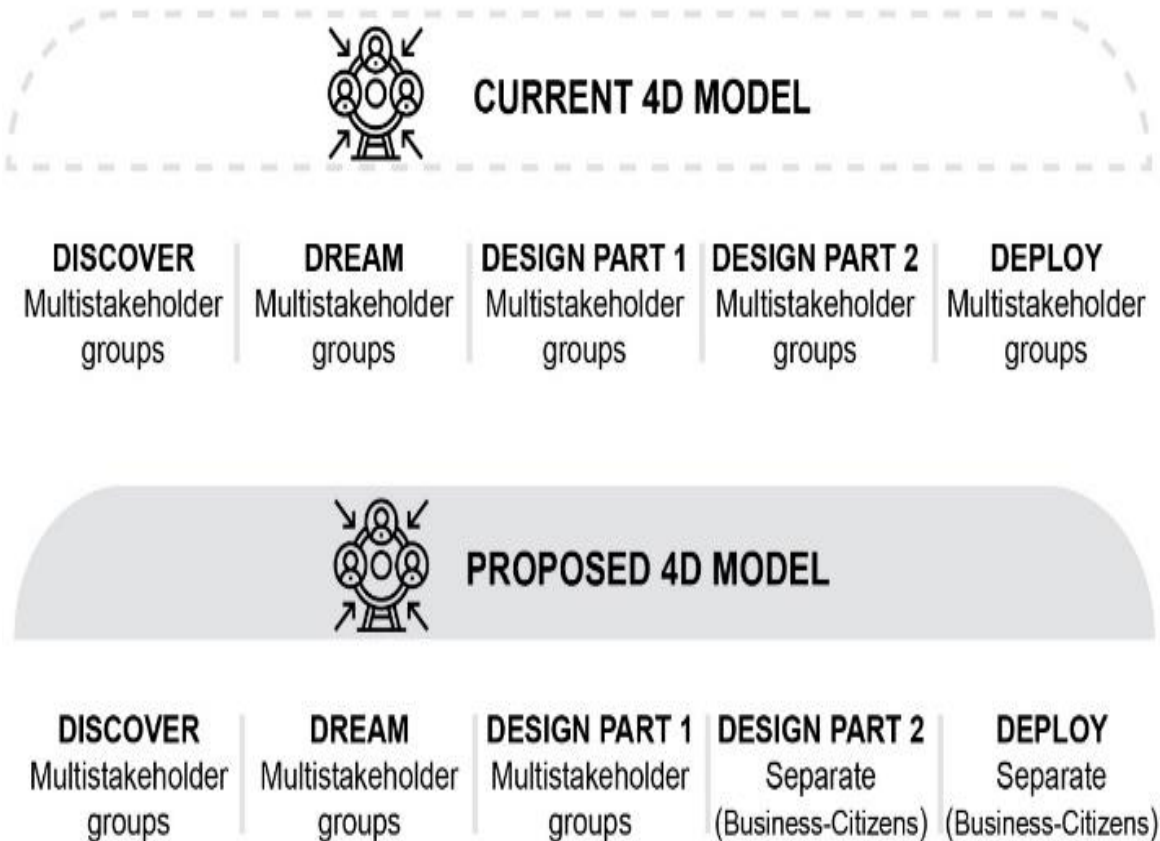 CURRENT 4D MODEL
DISCOVER
Multistakeholder
groups
DREAM
Multistakeholder
groups
DESIGN PART 1
Multistakeholder
groups
DESIGN PART 2
Multistakeholder
groups
DEPLOY
Multistakeholder
groups
PROPOSED 4D MODEL
DISCOVER
Multistakeholder
groups
DREAM
Multistakeholder
groups
DESIGN PART 1
Multistakeholder
groups
DESIGN PART 2
Separate
(Business-Citizens)
DEPLOY
Separate
(Business-Citizens)